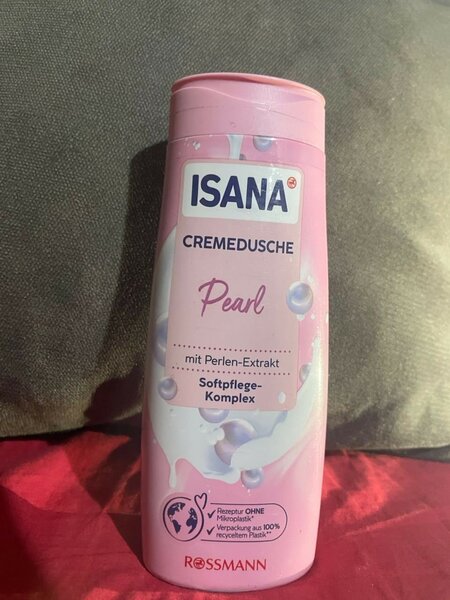 ISANA
CREMEDUSCHE
Pearl
mit Perlen-Extrakt
Softpflege-
Komplex
Rezeptur OHNE
Mikroplastik*
Verpackung aus 100%
recyceltem Plastik**
ROSSMANN